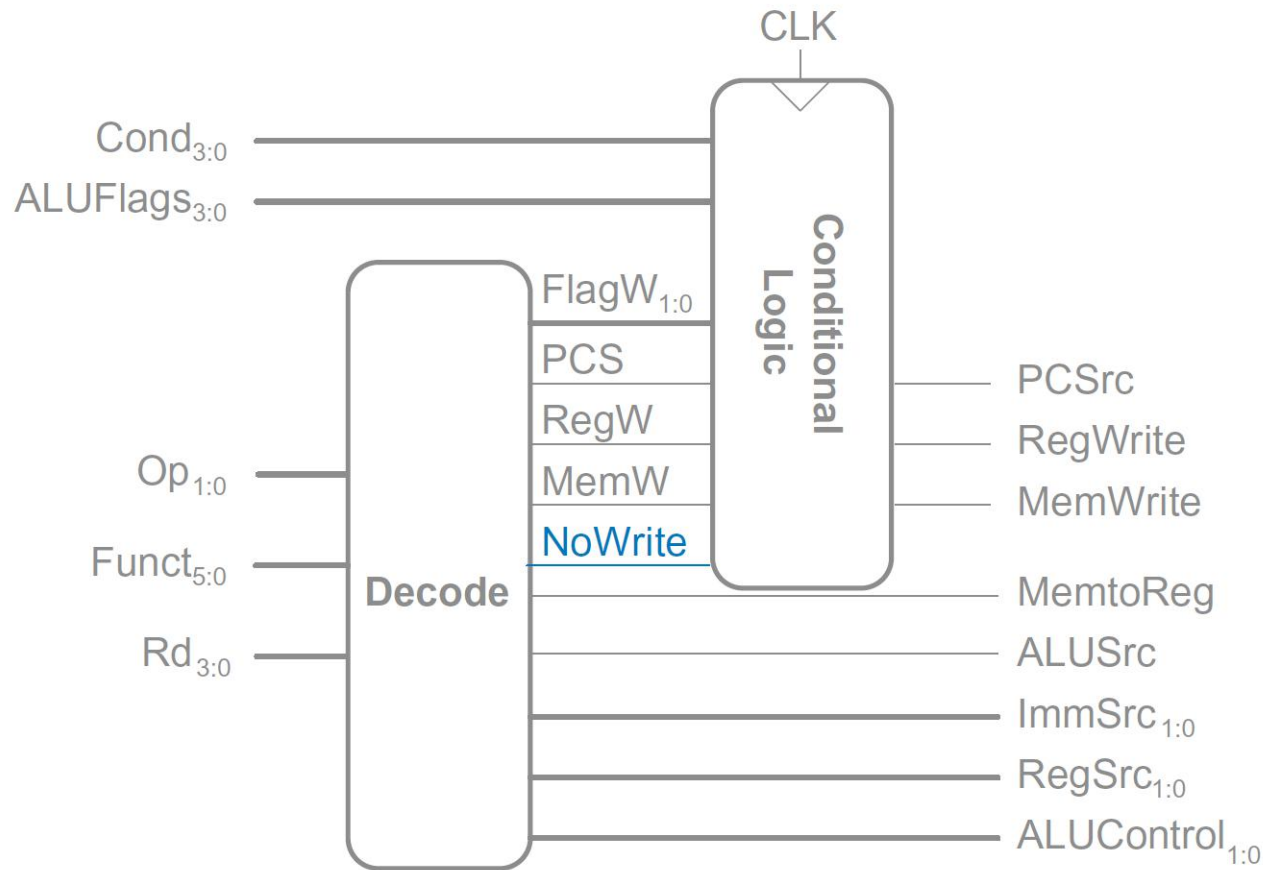 CLK
Cond3:0
ALUFlags3:0
Conditional
Logic
FlagW1:0
PCS
PCSrc
RegW
RegWrite
Op1:0
MemW
MemWrite
NoWrite
Funct5:0
Decode
MemtoReg
Rd3:0
ALUSrc
ImmSrc1:0
RegSrc1:0
ALUControl1:0